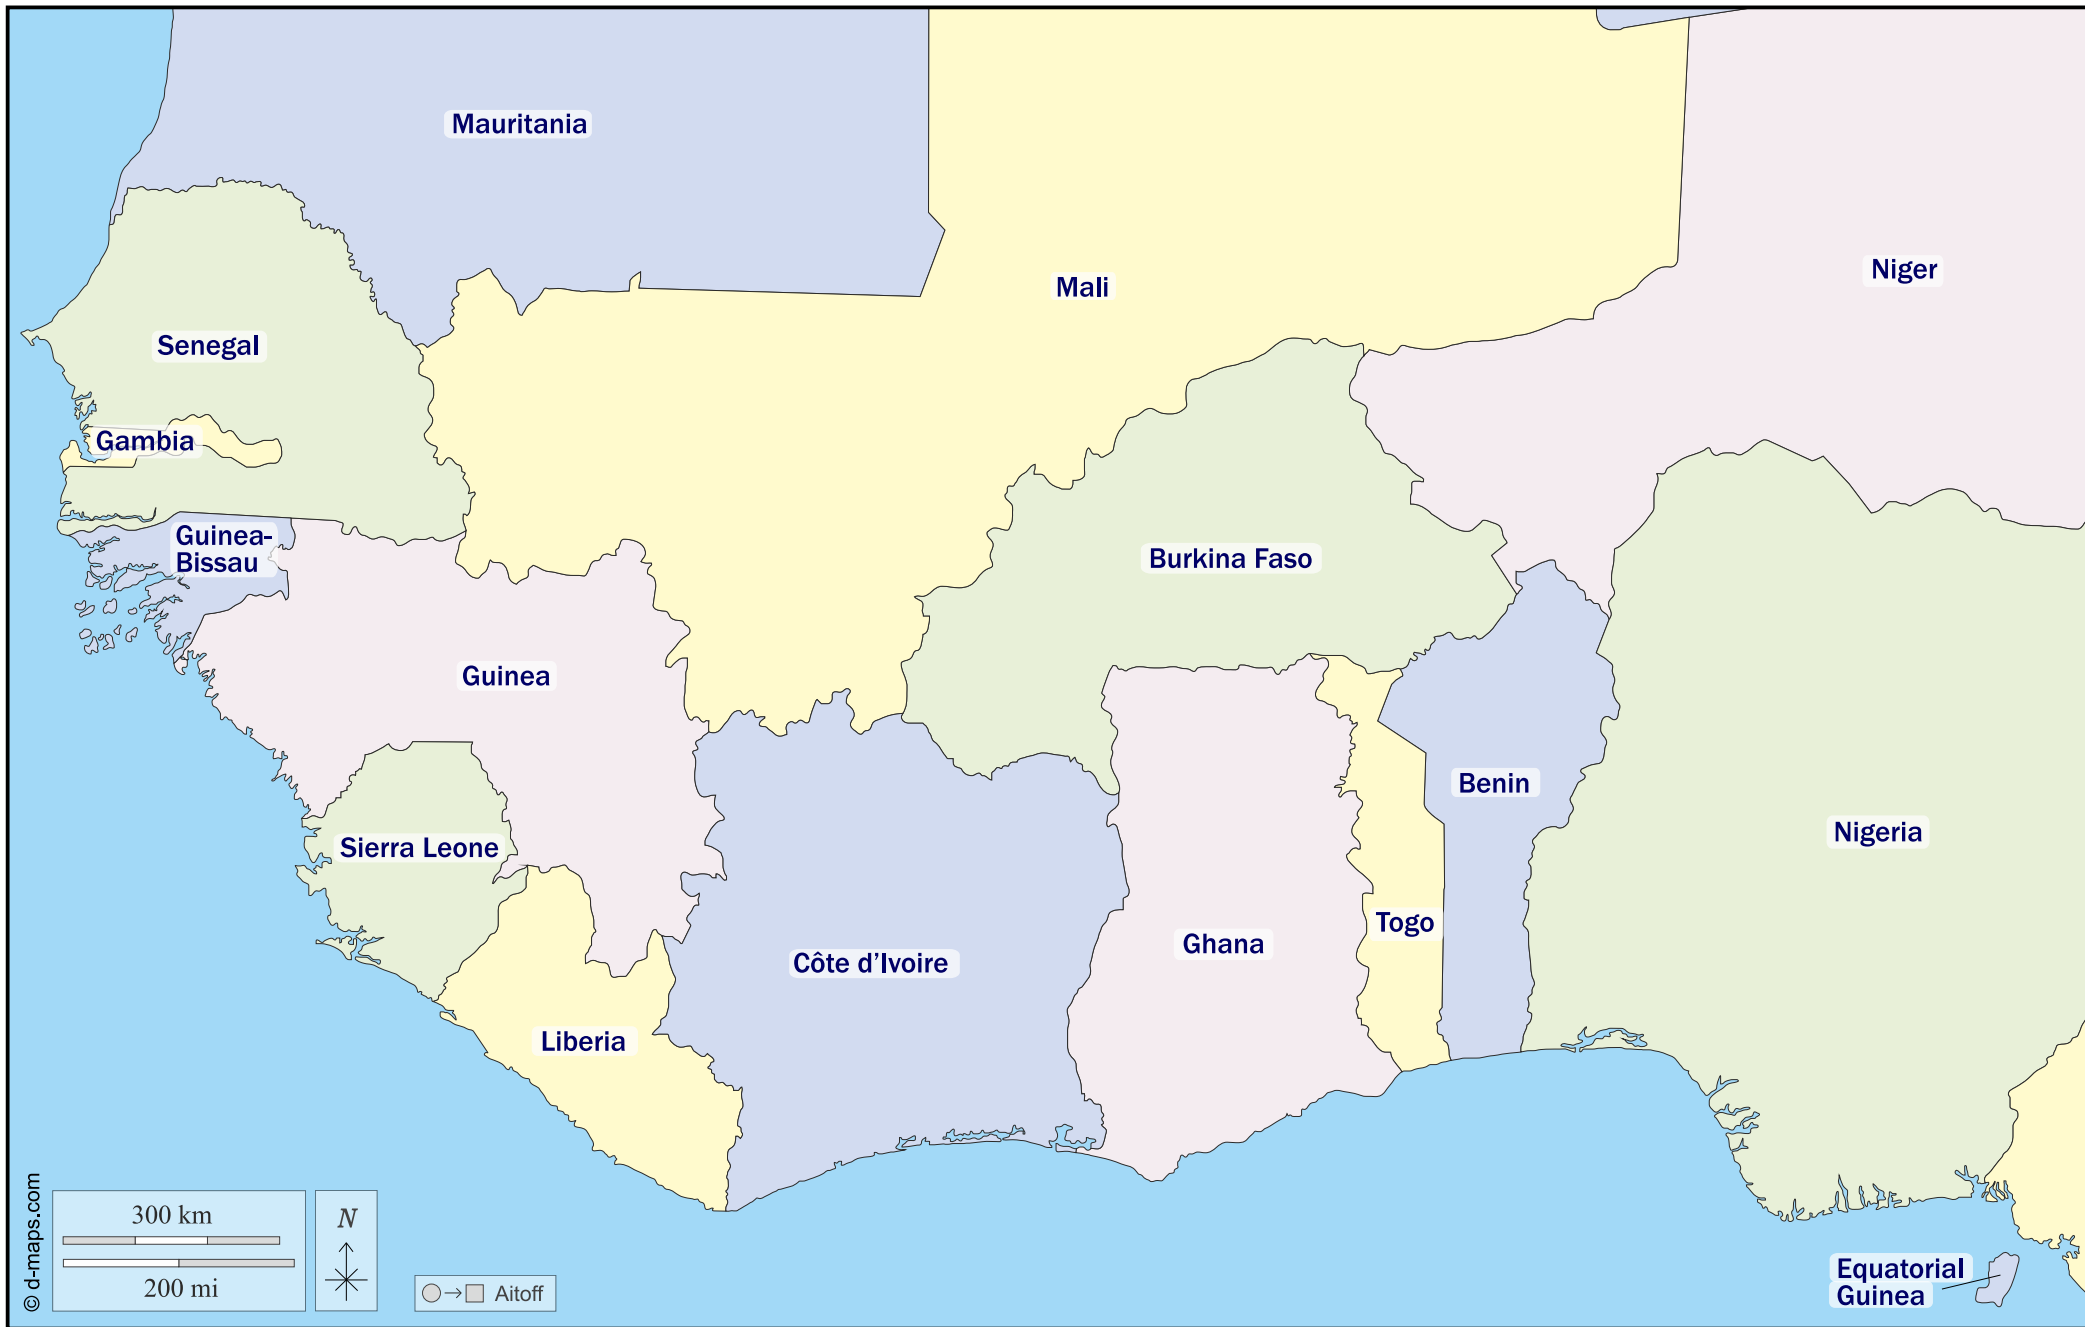 Mauritania
Mali
Niger
Senegal
Gambia
Guinea-
Bissau
Burkina Faso
Guinea
Benin
Nigeria
Sierra Leone
Togo
Ghana
Côte d’Ivoire
Liberia
© d-maps.com
300 km
200 mi
N
Aitoff
Equatorial
Guinea